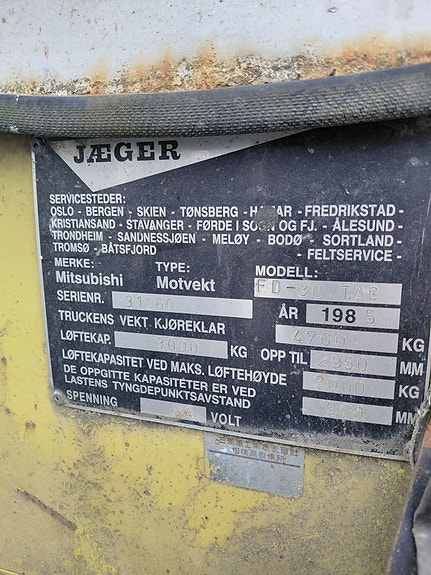 JÆGER
SERVICESTEDER:
OSLO - BERGEN - SKIEN - TØNSBERG - HAMAR - FREDRIKSTAD -
KRISTIANSAND - STAVANGER - FØRDE I SOGN OG FJ. - ÅLESUND -
TRONDHEIM - SANDNESSJØEN - MELØY - BODØ - SORTLAND -
TROMSØ - BÅTSFJORD - FELTSERVICE -
MERKE: TYPE: MODELL:
Mitsubishi Motvekt FD-30 TAC
SERIENR. ÅR 1985
TRUCKENS VEKT KJØREKLAR 4760 KG
LØFTEKAP. 3000 KG OPP TIL MM
LØFTEKAPASITET VED MAKS. LØFTEHØYDE 3000 KG
DE OPPGITTE KAPASITETER ER VED
LASTENS TYNGDEPUNKTSAVSTAND MM
SPENNING VOLT